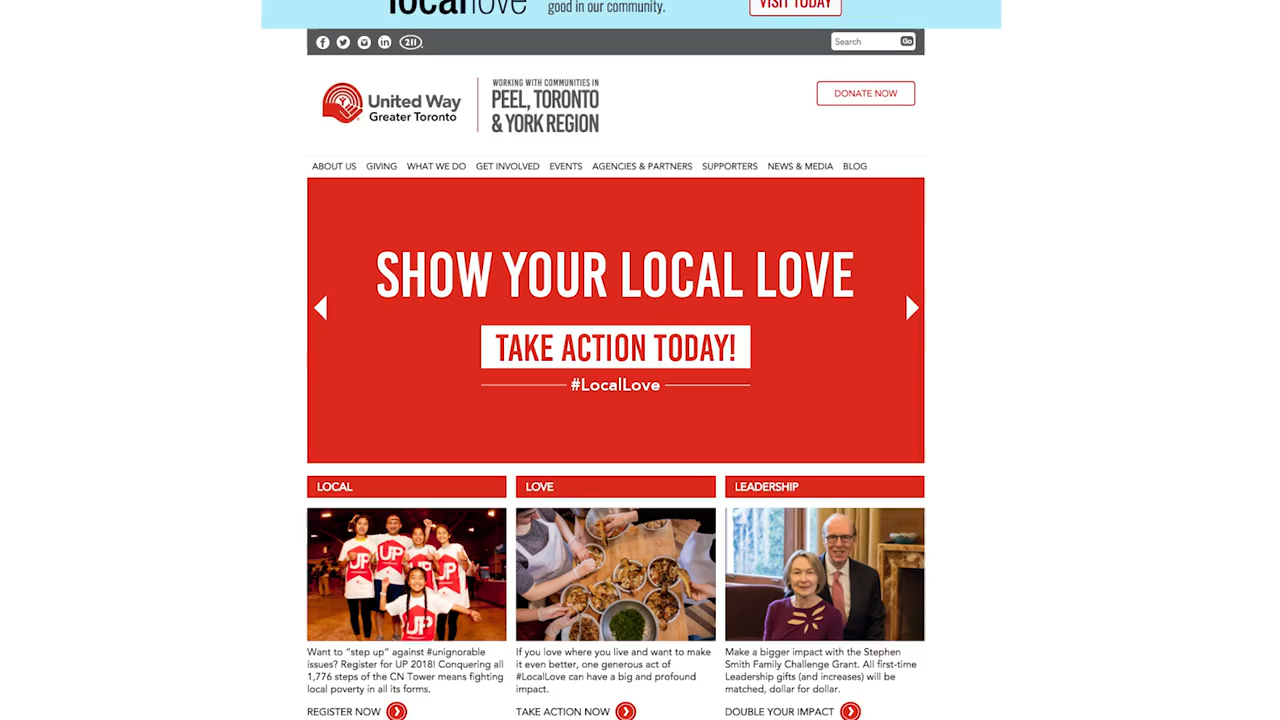 locallove
good in our community.
VISIT TODAY
211
Search
Go
United Way
Greater Toronto
WORKING WITH COMMUNITIES IN
PEEL, TORONTO
& YORK REGION
DONATE NOW
ABOUT US GIVING WHAT WE DO GET INVOLVED EVENTS AGENCIES & PARTNERS SUPPORTERS NEWS & MEDIA BLOG
SHOW YOUR LOCAL LOVE
TAKE ACTION TODAY!
#LocalLove
LOCAL
UP
UP
UP
UP
Want to "step up" against #unignorable
issues? Register for UP 2018! Conquering all
1,776 steps of the CN Tower means fighting
local poverty in all its forms.
REGISTER NOW
LOVE
If you love where you live and want to make
it even better, one generous act of
#LocalLove can have a big and profound
impact.
TAKE ACTION NOW
LEADERSHIP
Make a bigger impact with the Stephen
Smith Family Challenge Grant. All first-time
Leadership gifts (and increases) will be
matched, dollar for dollar.
DOUBLE YOUR IMPACT